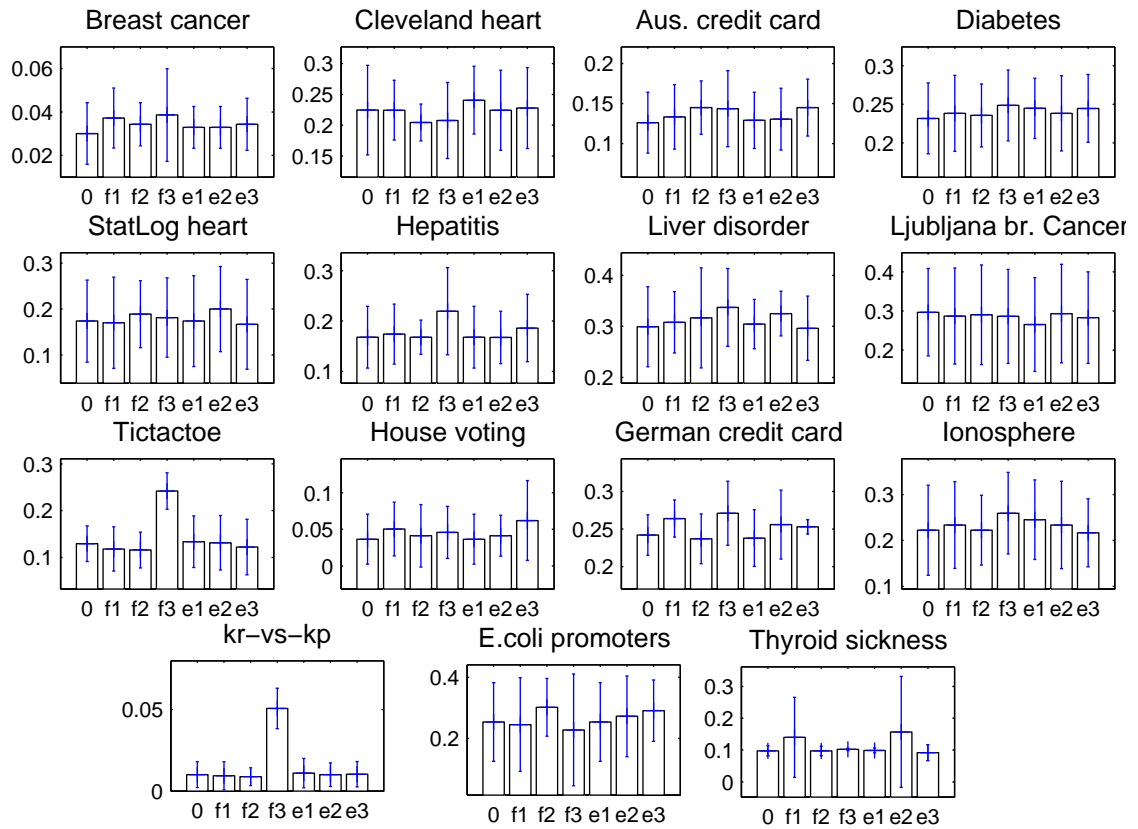 Breast cancer Cleveland heart Aus. credit card Diabetes
0.06 0.3 0.2 0.3
0.04 0.25 0.15 0.25
0.02 0.2 0.1 0.2
0.15
0 f1 f2 f3 e1 e2 e3 0 f1 f2 f3 e1 e2 e3 0 f1 f2 f3 e1 e2 e3 0 f1 f2 f3 e1 e2 e3
StatLog heart Hepatitis Liver disorder Ljubljana br. Cancer
0.3 0.3 0.4 0.4
0.2 0.2 0.3 0.3
0.1 0.1 0.2 0.2
0 f1 f2 f3 e1 e2 e3 0 f1 f2 f3 e1 e2 e3 0 f1 f2 f3 e1 e2 e3 0 f1 f2 f3 e1 e2 e3
Tictactoe House voting German credit card Ionosphere
0.3 0.1 0.3 0.3
0.2 0.05 0.25 0.2
0.1 0 0.2 0.1
0 f1 f2 f3 e1 e2 e3 0 f1 f2 f3 e1 e2 e3 0 f1 f2 f3 e1 e2 e3 0 f1 f2 f3 e1 e2 e3
kr−vs−kp E.coli promoters Thyroid sickness
0.05 0.4 0.3
0 0.2 0.2
0.1
0
0 f1 f2 f3 e1 e2 e3 0 f1 f2 f3 e1 e2 e3 0 f1 f2 f3 e1 e2 e3